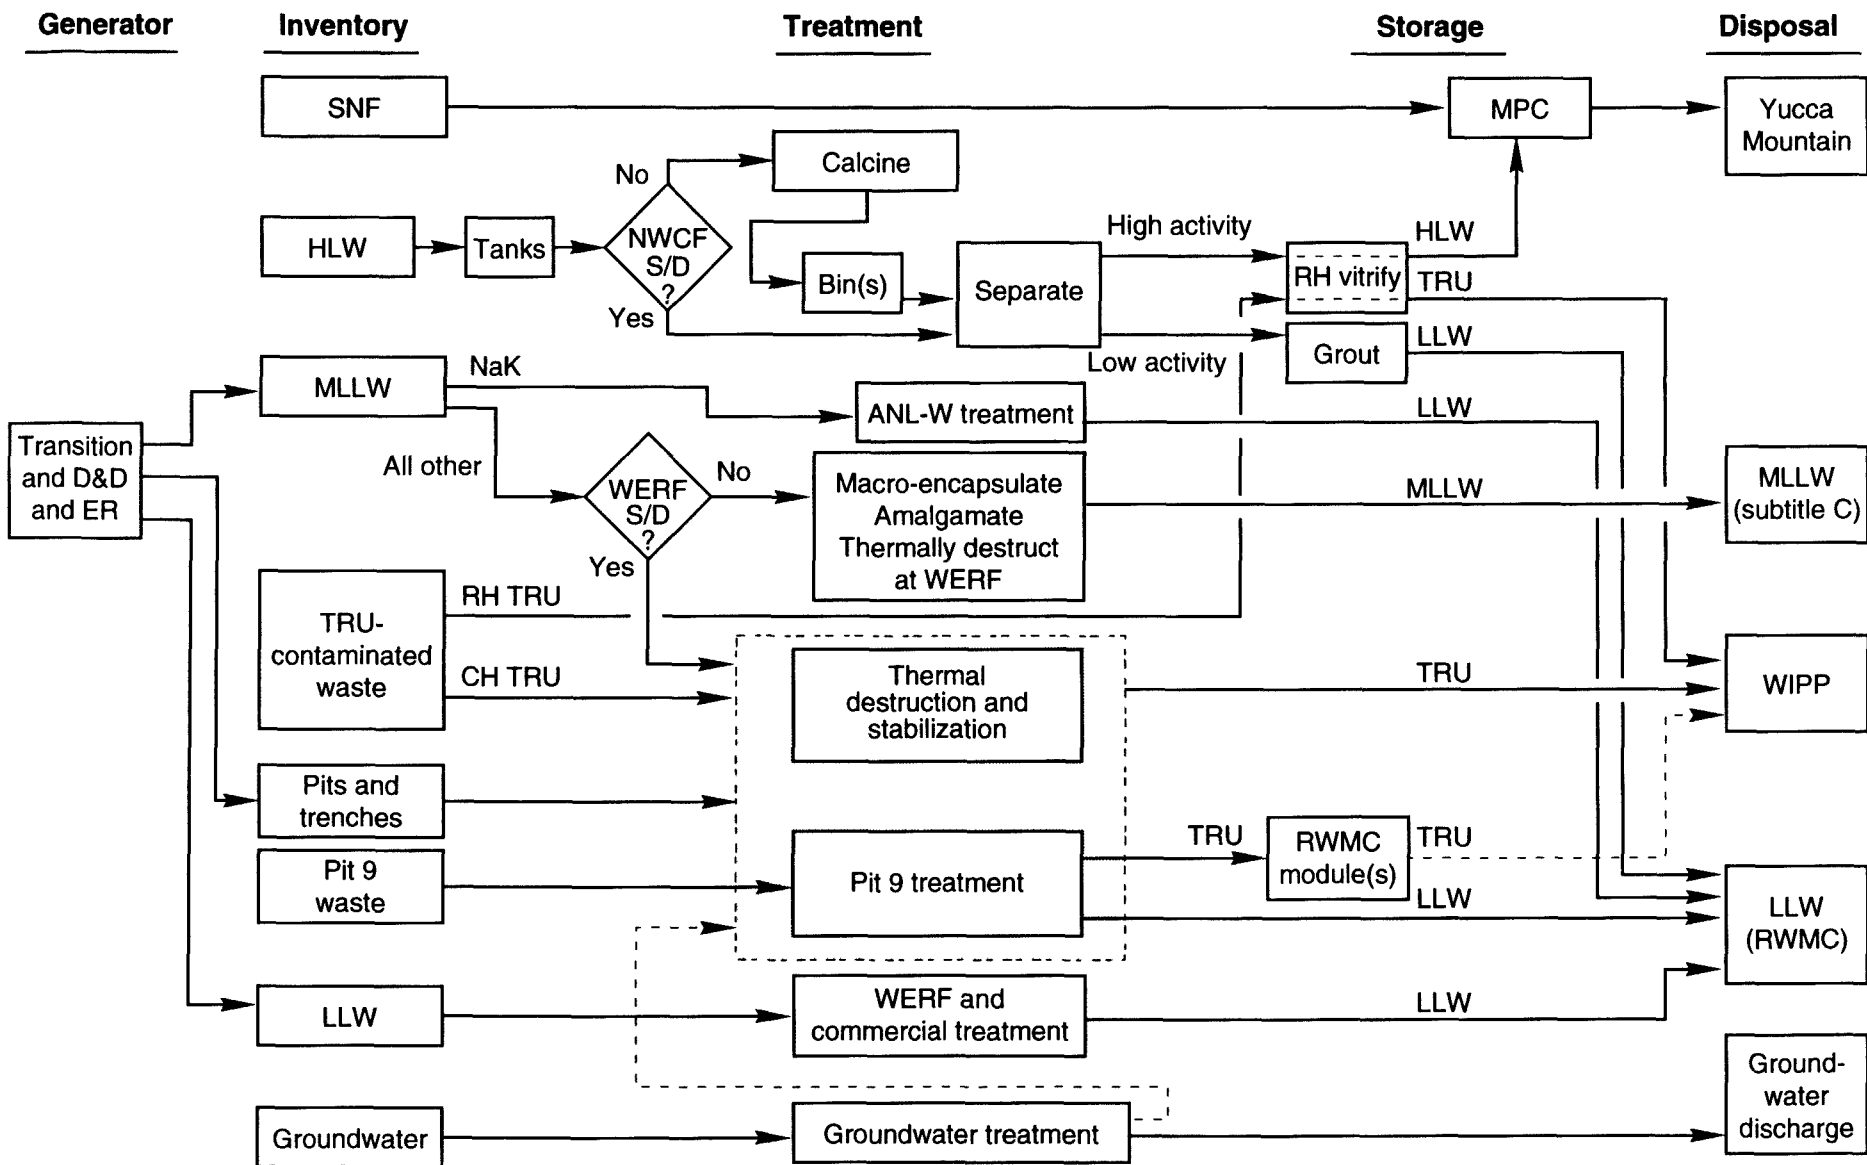 Generator
Inventory
Treatment
Storage
Disposal
SNF
MPC
Yucca
Mountain
Calcine
No
HLW
Tanks
NWCF
S/D
?
Yes
Bin(s)
Separate
High activity
Low activity
RH vitrify
HLW
TRU
Grout
LLW
MLLW
NaK
All other
ANL-W treatment
LLW
Transition
and D&D
and ER
WERF
S/D
?
No
Yes
Macro-encapsulate
Amalgamate
Thermally destruct
at WERF
MLLW
MLLW
(subtitle C)
TRU-
contaminated
waste
RH TRU
CH TRU
Thermal
destruction and
stabilization
TRU
WIPP
Pits and
trenches
Pit 9
waste
Pit 9 treatment
TRU
RWMC
module(s)
TRU
LLW
LLW
(RWMC)
LLW
WERF and
commercial treatment
LLW
Groundwater
Groundwater treatment
Ground-
water
discharge